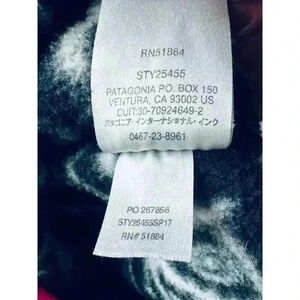 RN51884
STY25455
PATAGONIA P.O. BOX 150
VENTURA, CA 93002 US
CUIT:30-70924649-2
パタゴニア・インターナショナル・インク
0467-23-8961
PO 267856
STY25455SP17
RN# 51884